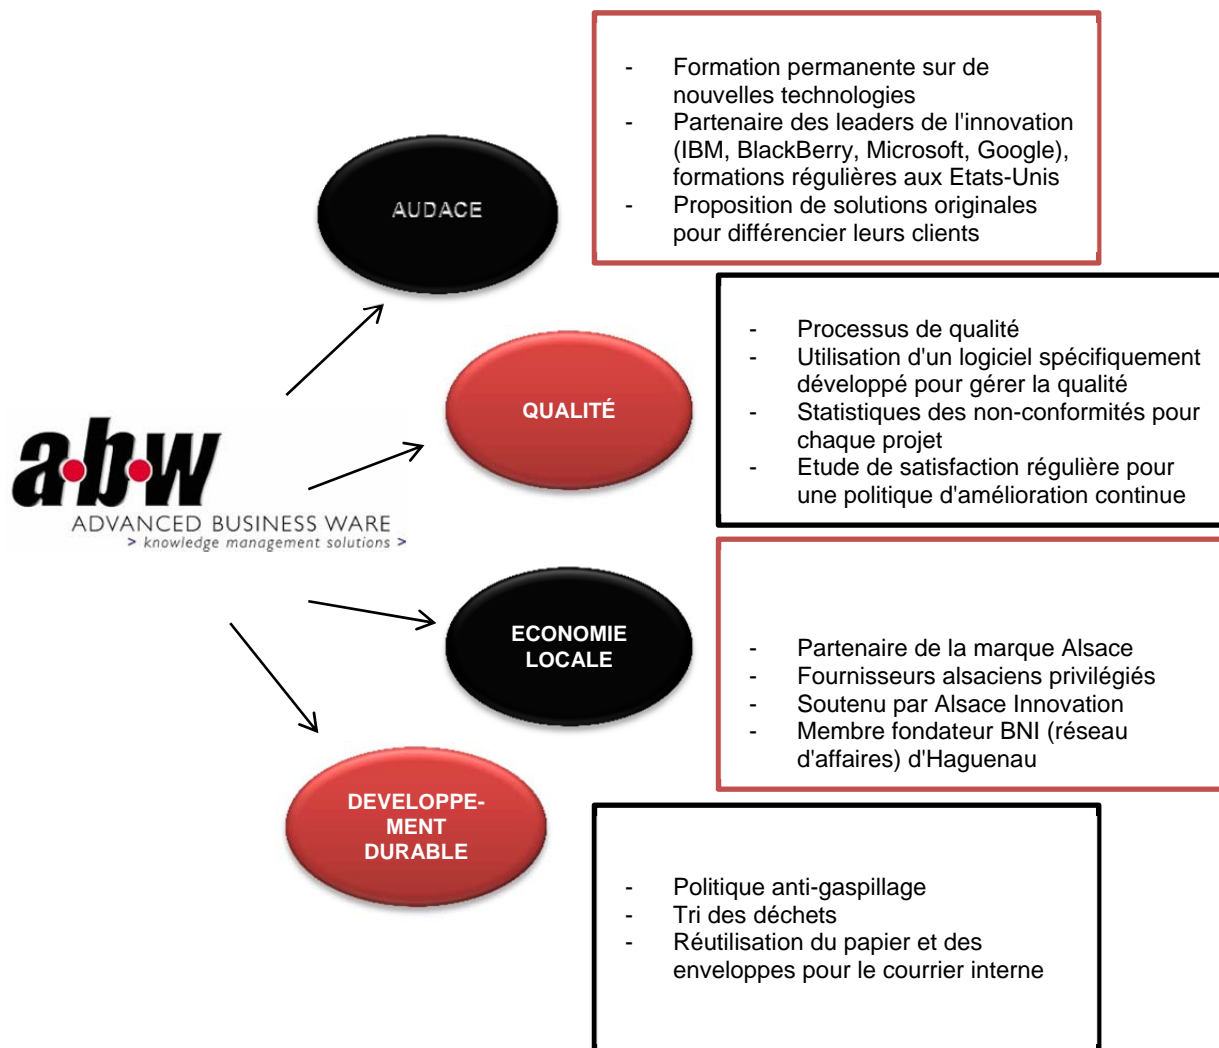 - Formation permanente sur de
nouvelles technologies
- Partenaire des leaders de l'innovation
(IBM, BlackBerry, Microsoft, Google),
formations régulières aux Etats-Unis
- Proposition de solutions originales
pour différencier leurs clients
AUDACE
- Processus de qualité
- Utilisation d'un logiciel spécifiquement
développé pour gérer la qualité
- Statistiques des non-conformités pour
chaque projet
- Etude de satisfaction régulière pour
une politique d'amélioration continue
QUALITÉ
a•b•w
ADVANCED BUSINESS WARE
> knowledge management solutions >
ECONOMIE
LOCALE
- Partenaire de la marque Alsace
- Fournisseurs alsaciens privilégiés
- Soutenu par Alsace Innovation
- Membre fondateur BNI (réseau
d'affaires) d'Haguenau
DEVELOPPE-
MENT
DURABLE
- Politique anti-gaspillage
- Tri des déchets
- Réutilisation du papier et des
enveloppes pour le courrier interne